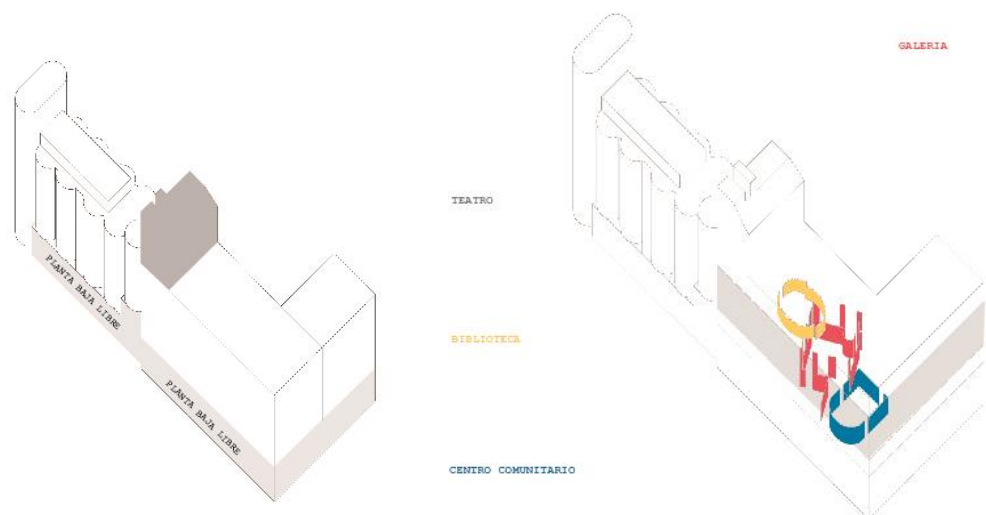 GALERIA
TEATRO
PLANTA BAJA LIBRE
BIBLIOTECA
PLANTA BAJA LIBRE
CENTRO COMUNITARIO